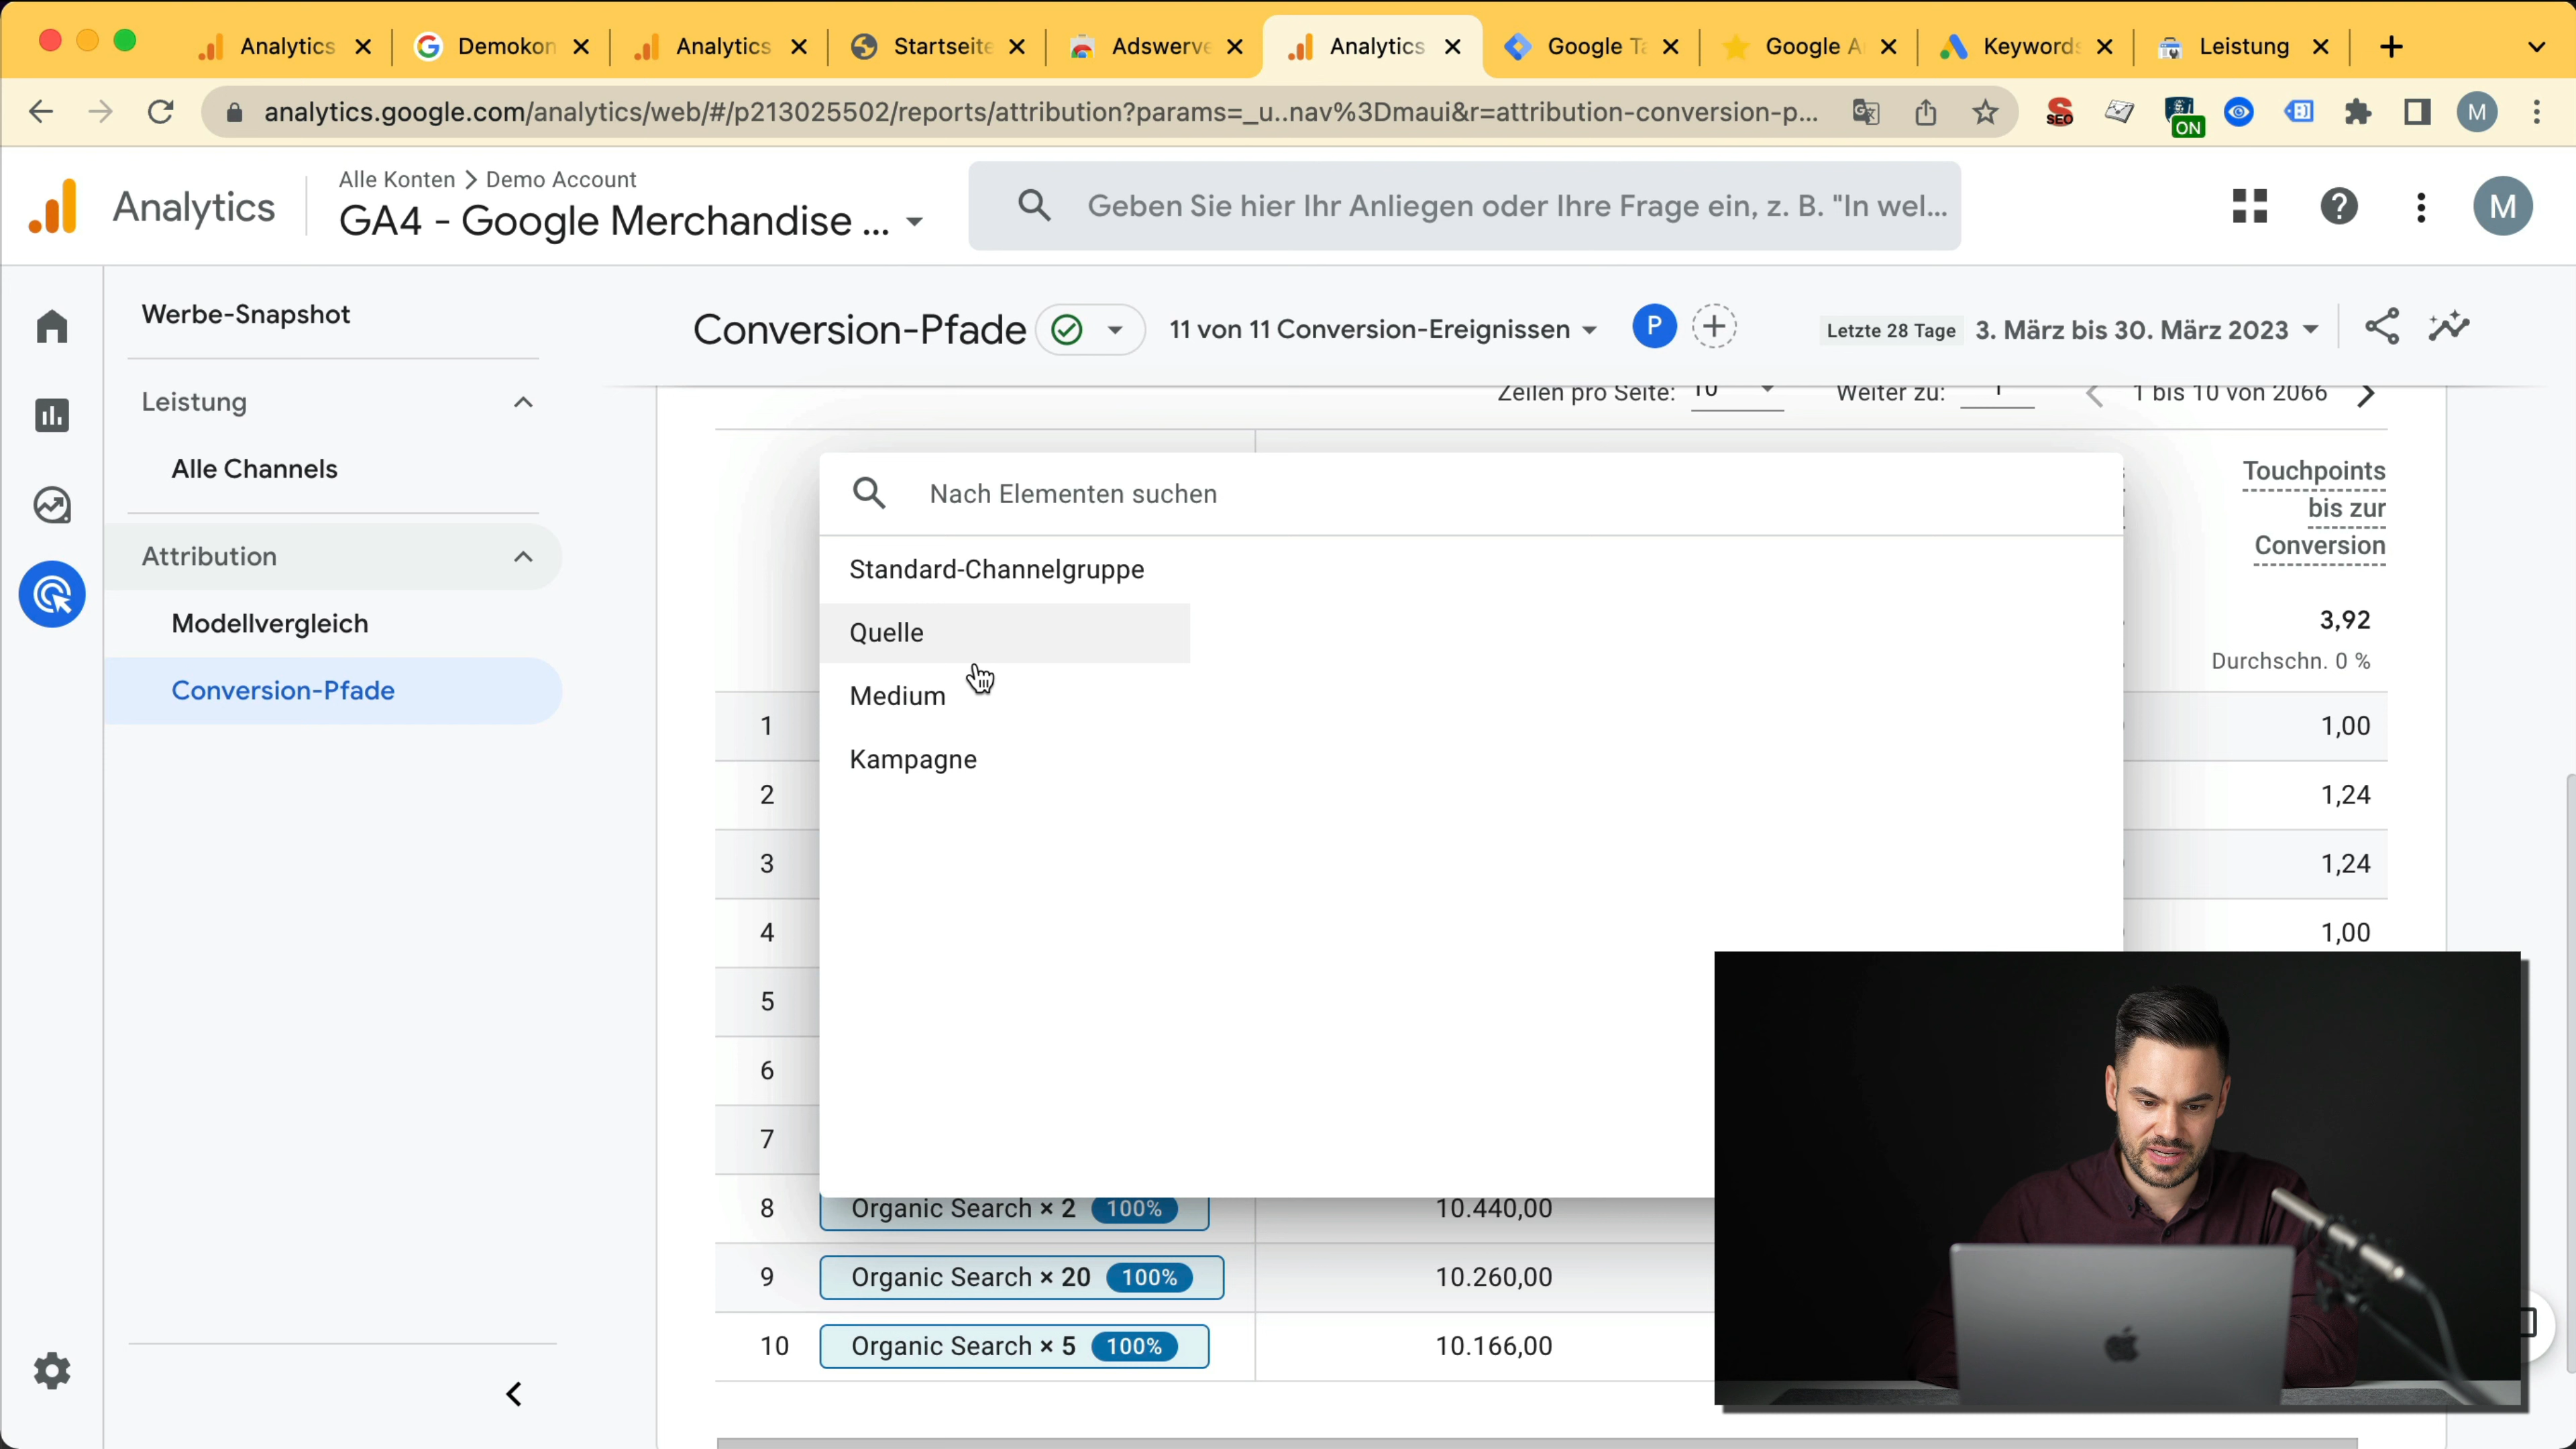 Analytics
Demokon
Analytics
Startseite
Adswerve
Analytics
Google Ta
Google An
Keywords
Leistung
analytics.google.com/analytics/web/#/p213025502/reports/attribution?params=_u..nav%3Dmaui&r=attribution-conversion-p...
SEO
ON
M
Analytics
Alle Konten > Demo Account
GA4 - Google Merchandise ...
Geben Sie hier Ihr Anliegen oder Ihre Frage ein, z. B. "In wel...
M
Werbe-Snapshot
Leistung
Alle Channels
Attribution
Modellvergleich
Conversion-Pfade
Conversion-Pfade
11 von 11 Conversion-Ereignissen
P
Letzte 28 Tage
3. März bis 30. März 2023
Zeilen pro Seite: 10
Weiter zu: 1
1 bis 10 von 2066
Nach Elementen suchen
Standard-Channelgruppe
Quelle
Medium
Kampagne
Touchpoints
bis zur
Conversion
3,92
Durchschn. 0 %
1 1,00
2 1,24
3 1,24
4 1,00
5
6
7
8 Organic Search × 2 100% 10.440,00
9 Organic Search × 20 100% 10.260,00
10 Organic Search × 5 100% 10.166,00